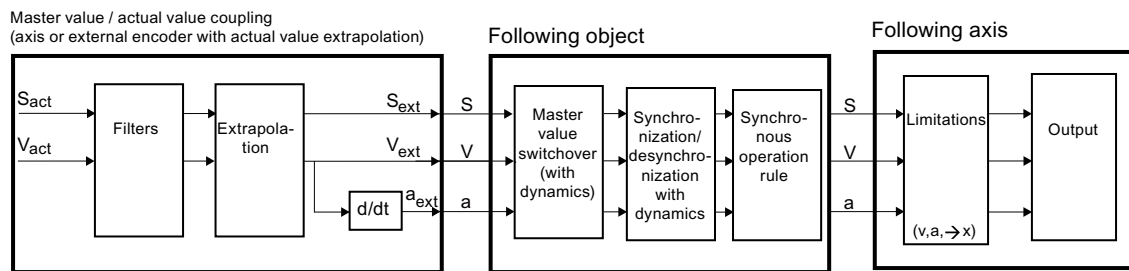 Master value / actual value coupling
(axis or external encoder with actual value extrapolation)
Following object
Following axis
Sact
Vact
Filters
Extrapola-
tion
Sext
Vext
d/dt
aext
S
V
a
Master
value
switchover
(with
dynamics)
Synchro-
nization/
desynchro-
nization
with
dynamics
Synchro-
nous
operation
rule
S
V
a
Limitations
(v,a,→x)
Output